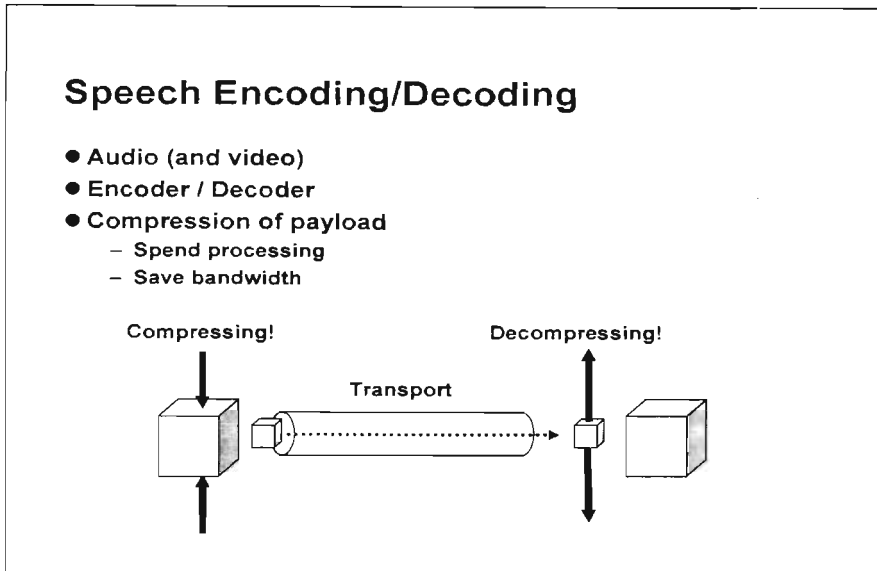 Speech Encoding/Decoding
● Audio (and video)
● Encoder / Decoder
● Compression of payload
– Spend processing
– Save bandwidth
Compressing!
Decompressing!
Transport